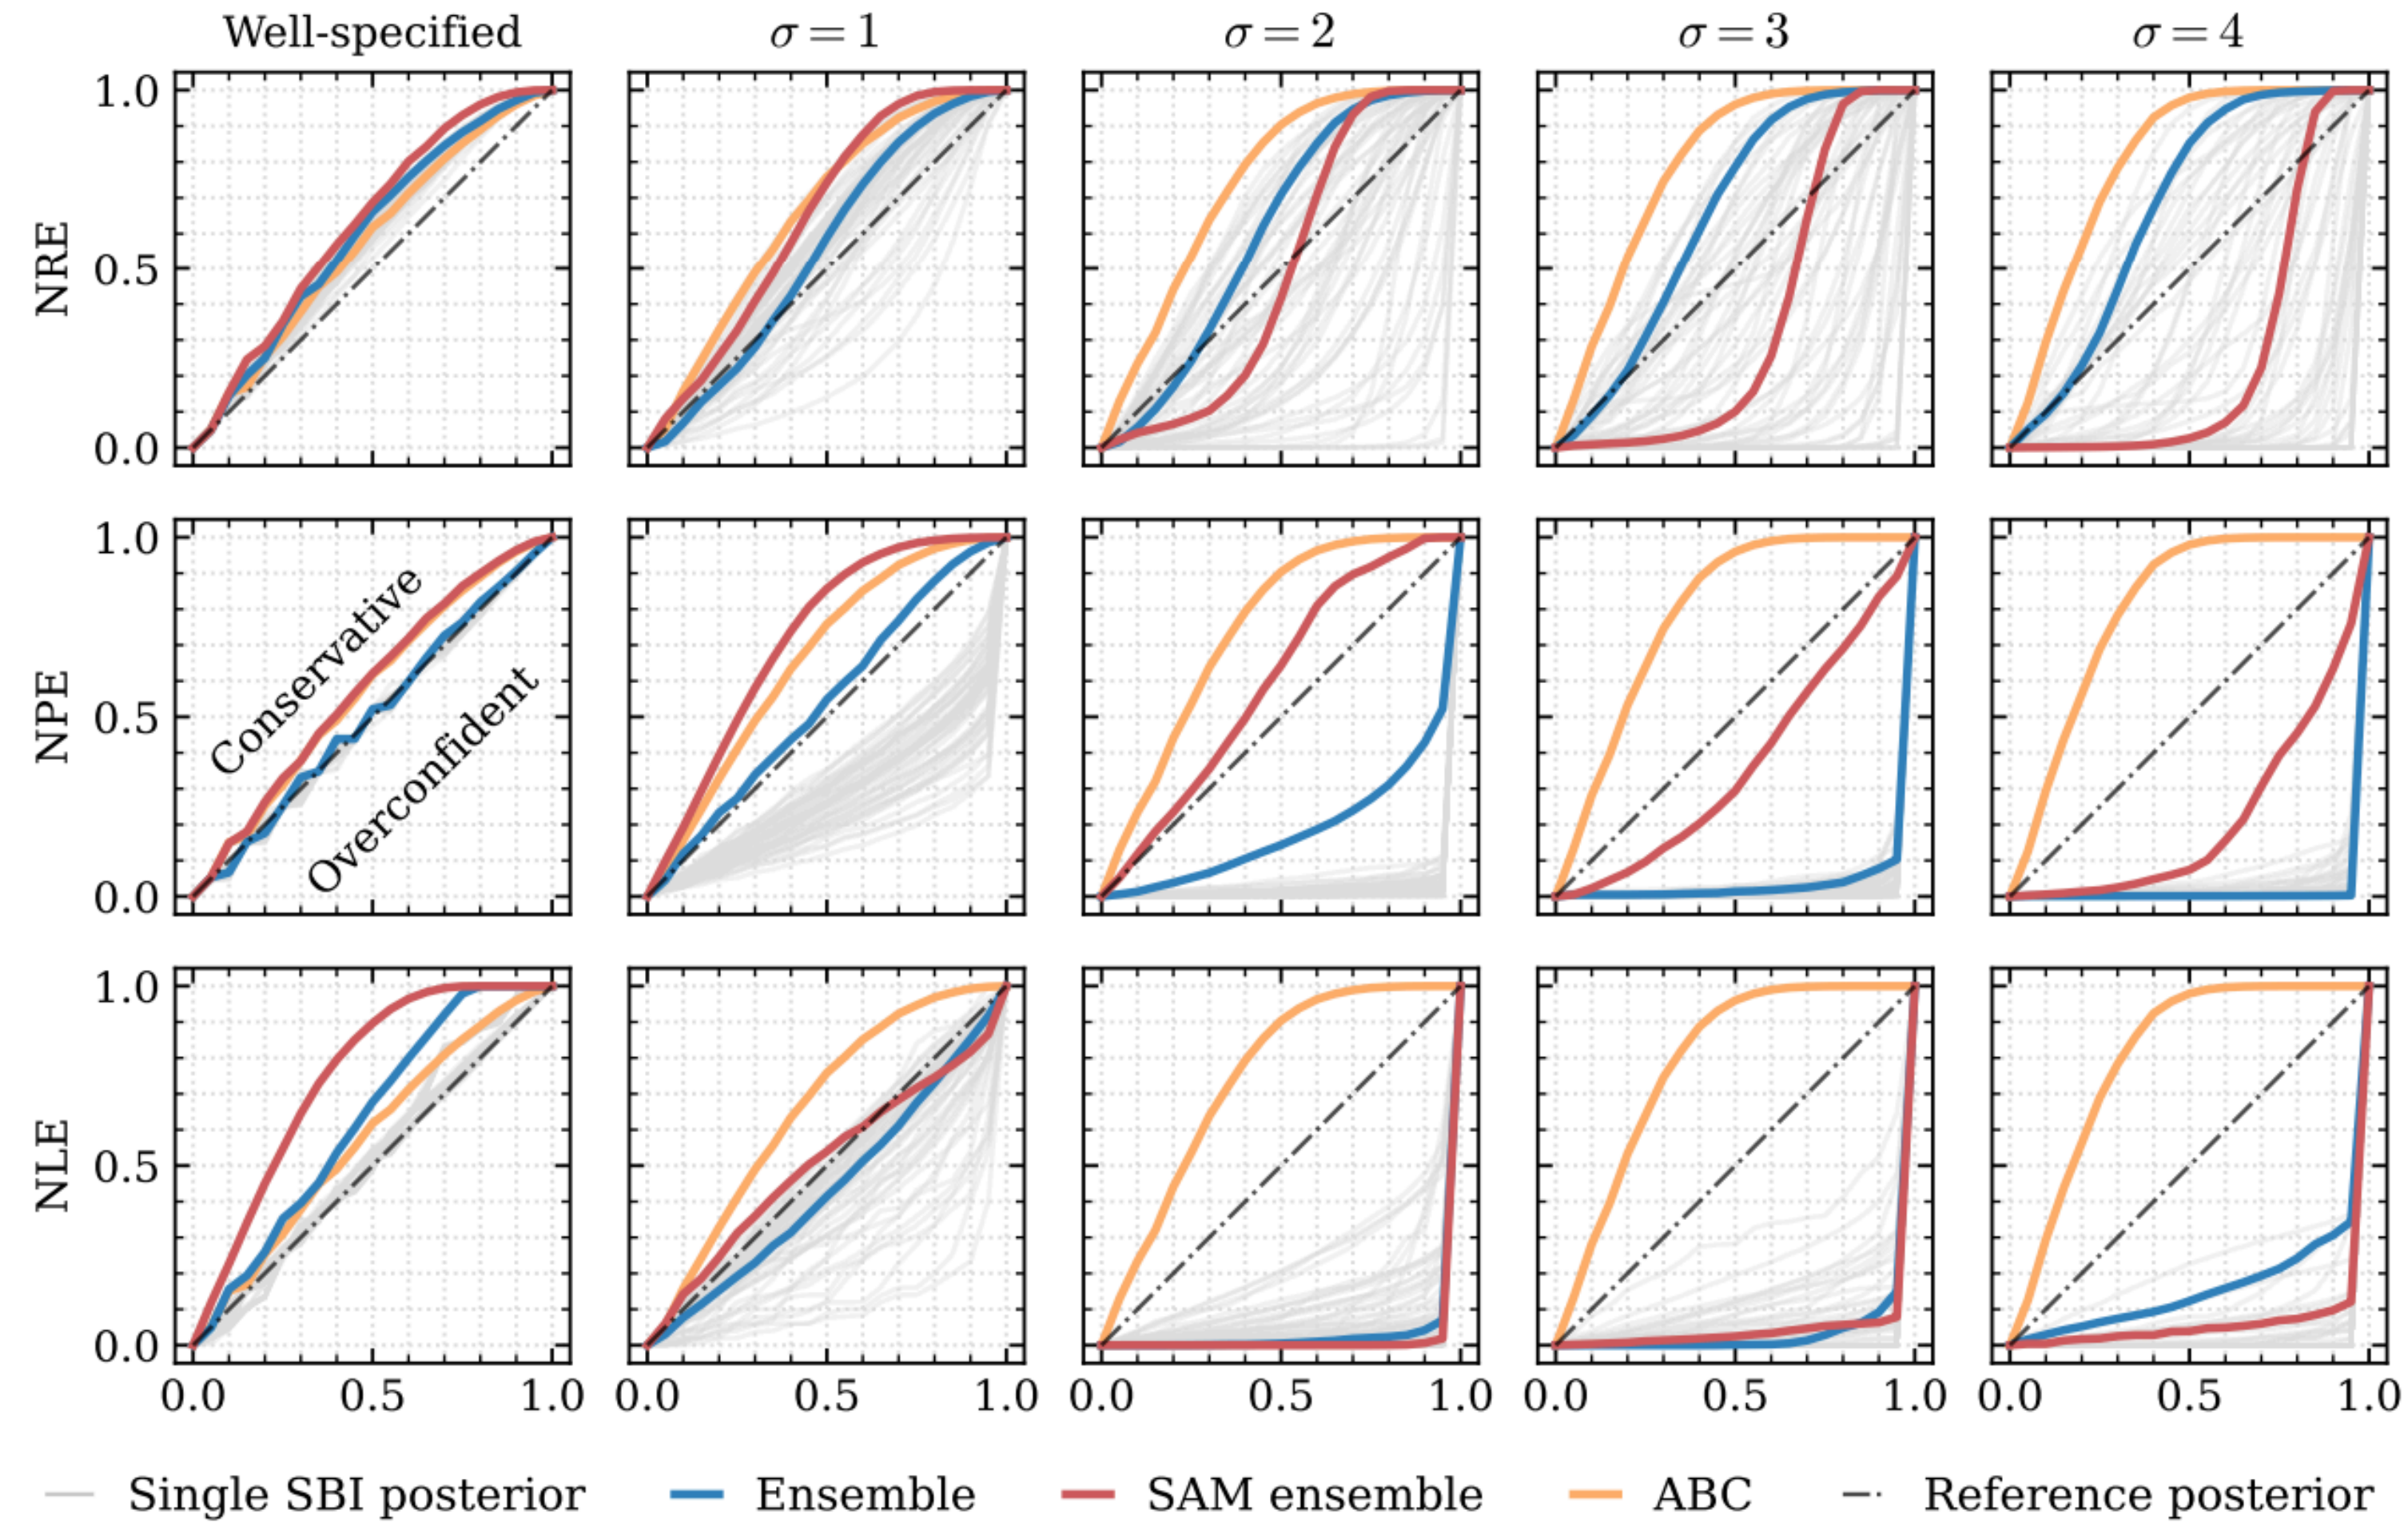 Well-specified σ = 1 σ = 2 σ = 3 σ = 4
NRE
1.0
0.5
0.0
NPE
1.0
0.5
0.0
Conservative
Overconfident
NLE
1.0
0.5
0.0
0.0 0.5 1.0 0.0 0.5 1.0 0.0 0.5 1.0 0.0 0.5 1.0 0.0 0.5 1.0
Single SBI posterior Ensemble SAM ensemble ABC Reference posterior